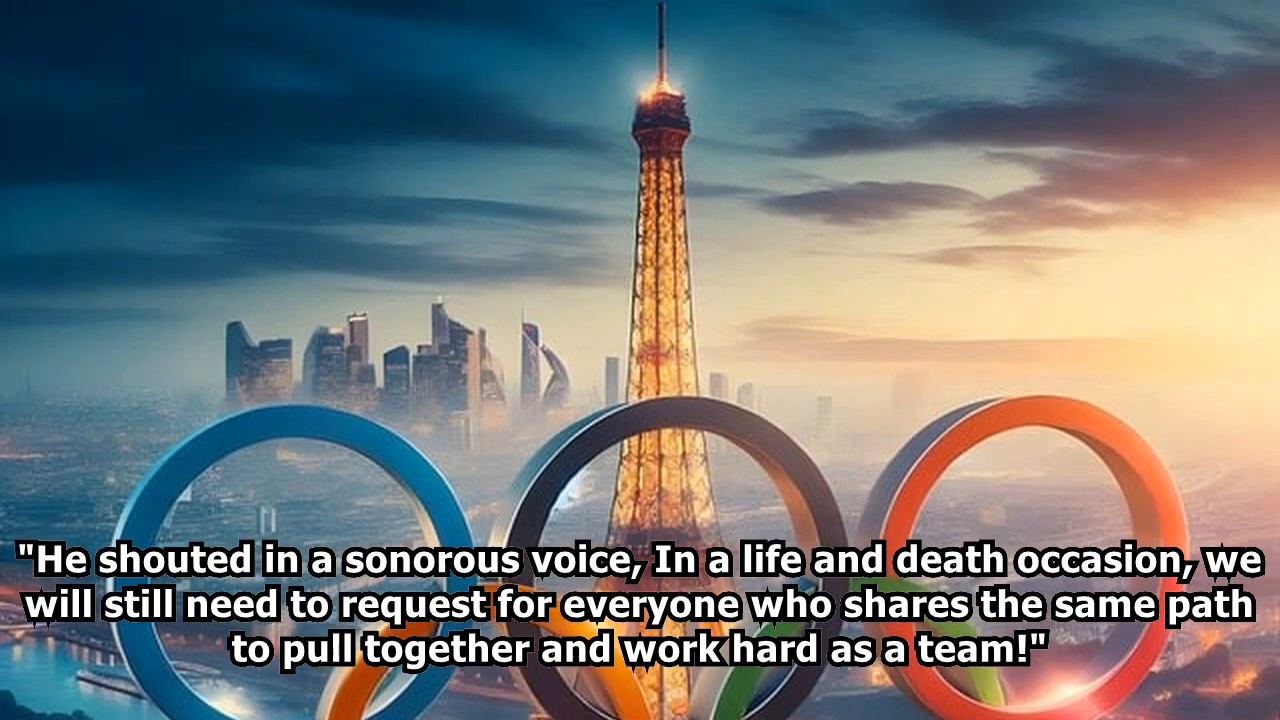 "He shouted in a sonorous voice, In a life and death occasion, we
will still need to request for everyone who shares the same path
to pull together and work hard as a team!"